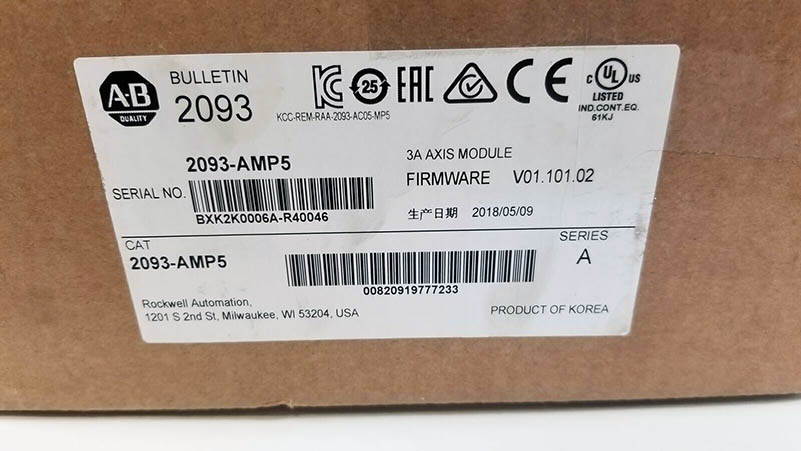 A-B
QUALITY
BULLETIN
2093
25
EAC
CE
c UL US
LISTED
IND.CONT.EQ.
61KJ
KCC-REM-RAA-2093-AC05-MP5
2093-AMP5
3A AXIS MODULE
SERIAL NO.
FIRMWARE V01.101.02
BXK2K0006A-R40046
生产日期 2018/05/09
CAT
SERIES
2093-AMP5
A
00820919777233
Rockwell Automation,
1201 S 2nd St, Milwaukee, WI 53204, USA
PRODUCT OF KOREA